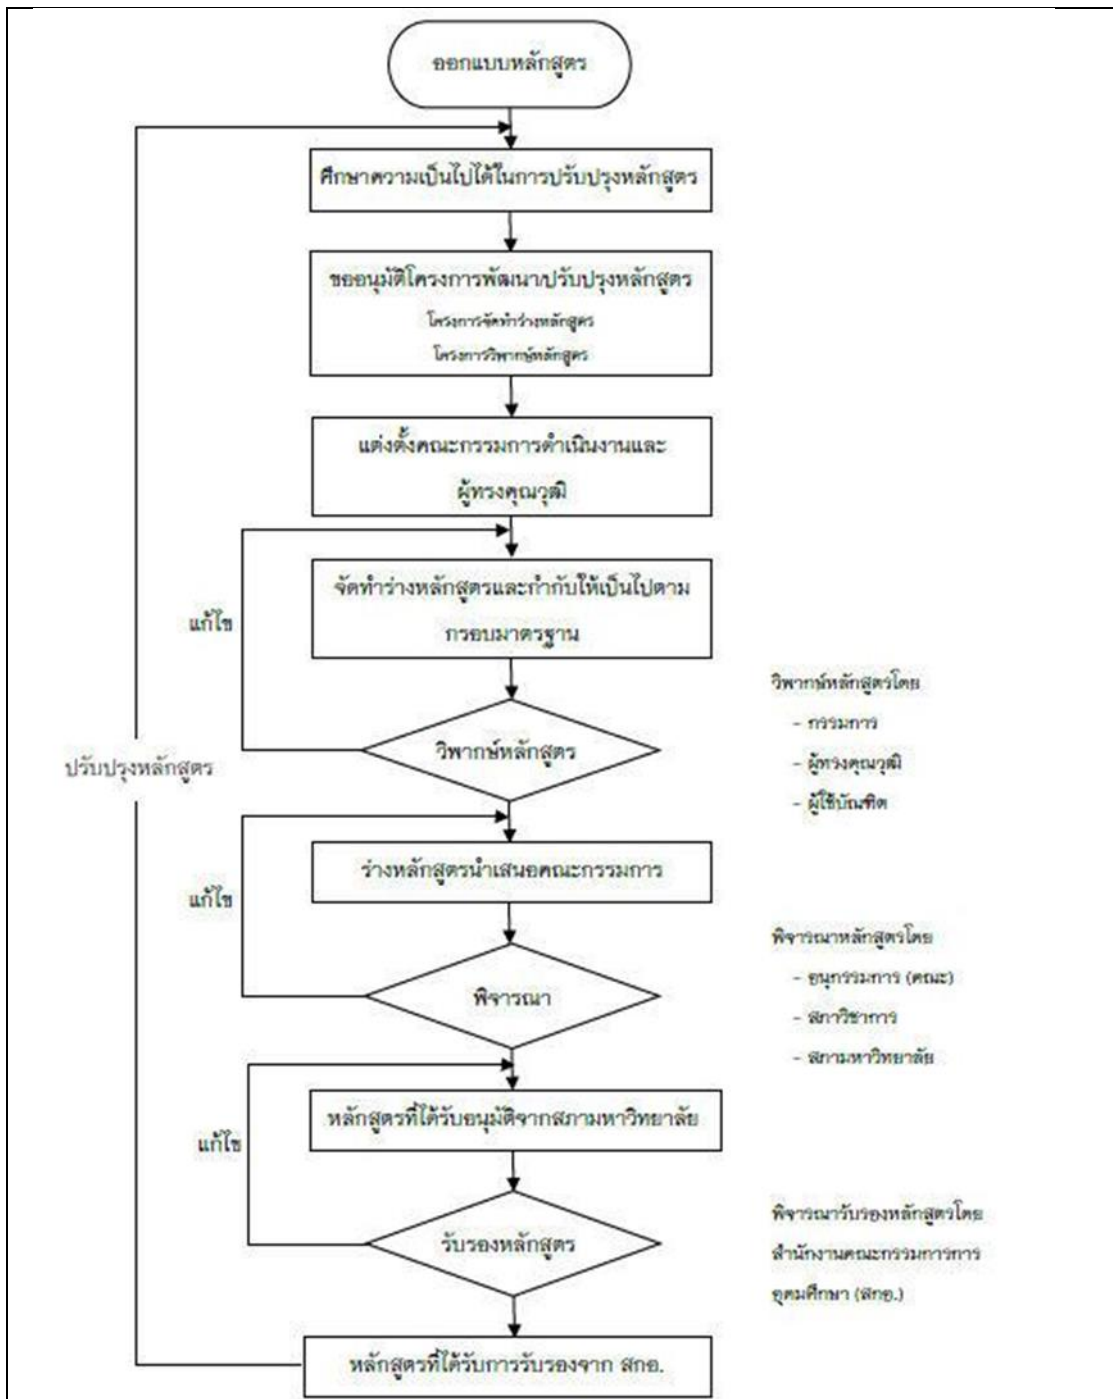 ออกแบบหลักสูตร
ศึกษาความเป็นไปได้ในการปรับปรุงหลักสูตร
ขออนุมัติโครงการพัฒนา/ปรับปรุงหลักสูตร
โครงการจัดทำร่างหลักสูตร
โครงการวิพากษ์หลักสูตร
แต่งตั้งคณะกรรมการดำเนินงานและ
ผู้ทรงคุณวุฒิ
จัดทำร่างหลักสูตรและกำกับให้เป็นไปตาม
กรอบมาตรฐาน
แก้ไข
วิพากษ์หลักสูตร
วิพากษ์หลักสูตรโดย
- กรรมการ
- ผู้ทรงคุณวุฒิ
- ผู้ใช้บัณฑิต
ปรับปรุงหลักสูตร
ร่างหลักสูตรนำเสนอคณะกรรมการ
แก้ไข
พิจารณา
พิจารณาหลักสูตรโดย
- อนุกรรมการ (คณะ)
- สภาวิชาการ
- สภามหาวิทยาลัย
หลักสูตรที่ได้รับอนุมัติจากสภามหาวิทยาลัย
แก้ไข
รับรองหลักสูตร
พิจารณารับรองหลักสูตรโดย
สำนักงานคณะกรรมการการ
อุดมศึกษา (สกอ.)
หลักสูตรที่ได้รับการรับรองจาก สกอ.